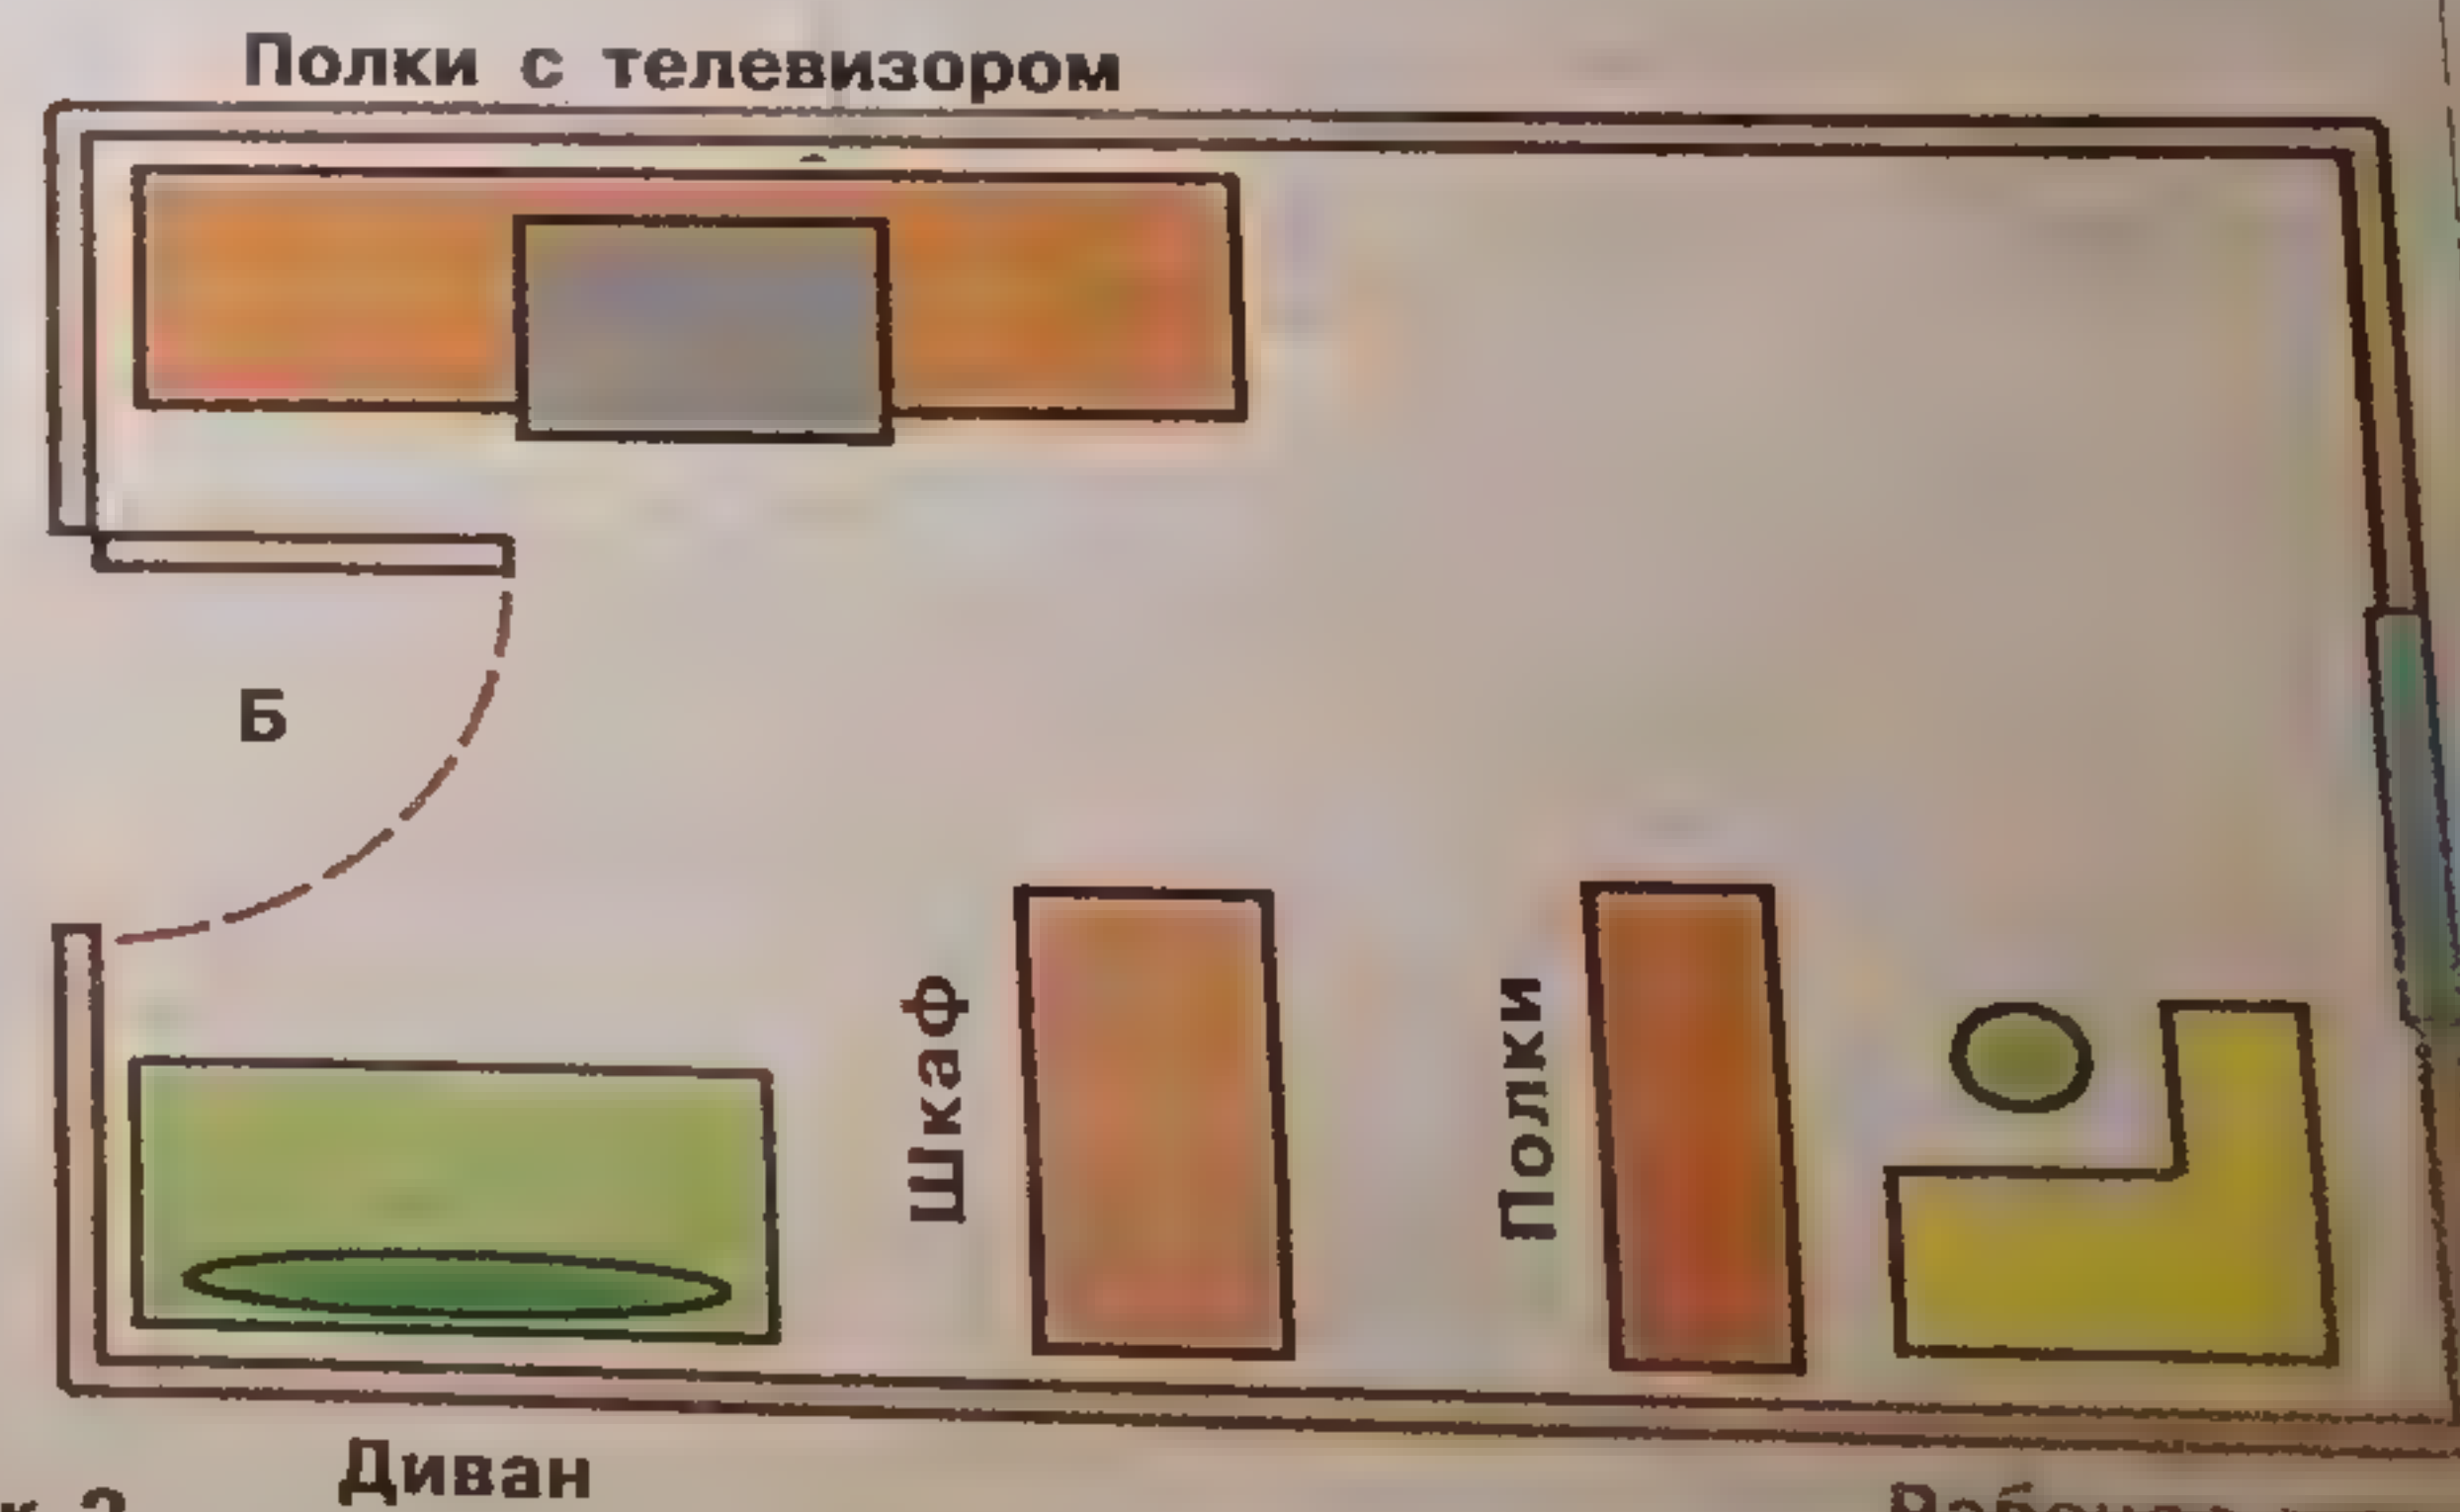 Полки с телевизором
Б
Шкаф
Полки
Диван